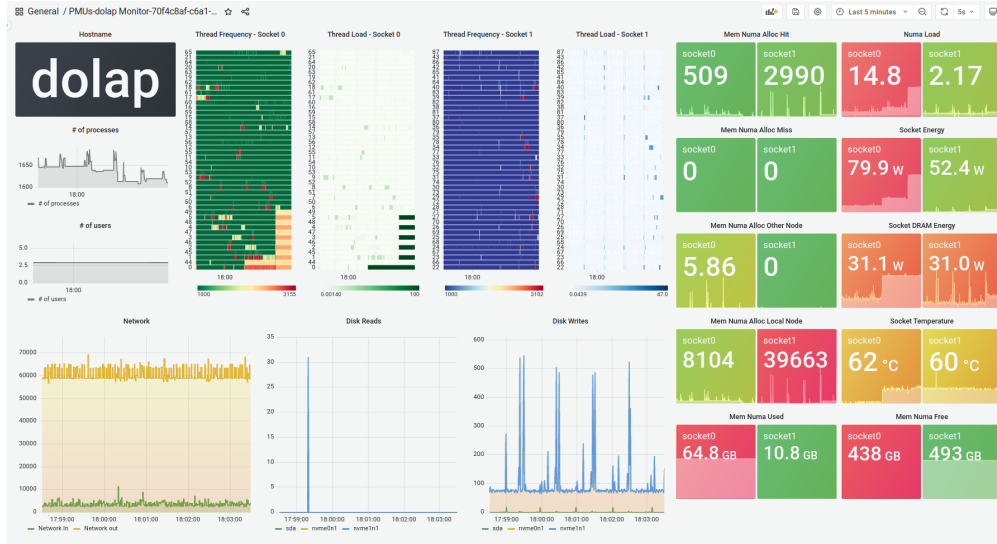 General / PMUs-dolap Monitor-70f4c8af-c6a1-...
Last 5 minutes
5s
Hostname
dolap
# of processes
1650
1600
18:00
# of processes
# of users
5.0
2.5
0.0
18:00
# of users
Thread Frequency - Socket 0
18:00
1000
3155
Thread Load - Socket 0
18:00
0.00140
100
Thread Frequency - Socket 1
18:00
1000
3102
Thread Load - Socket 1
18:00
0.0439
47.0
Mem Numa Alloc Hit
socket0
509
socket1
2990
Numa Load
socket0
14.8
socket1
2.17
Mem Numa Alloc Miss
0
0
Socket Energy
79.9 W
52.4 W
Mem Numa Alloc Other Node
5.86
0
Socket DRAM Energy
31.1 W
31.0 W
Mem Numa Alloc Local Node
socket0
8104
socket1
39663
Socket Temperature
socket0
62 °C
socket1
60 °C
Mem Numa Used
socket0
64.8 GB
socket1
10.8 GB
Mem Numa Free
socket0
438 GB
socket1
493 GB
Network
70000
60000
50000
40000
30000
20000
10000
0
17:59:00 18:00:00 18:01:00 18:02:00 18:03:00
Network In Network out
Disk Reads
35
30
25
20
15
10
5
0
17:59:00 18:00:00 18:01:00 18:02:00 18:03:00
sda nvme0n1 nvme1n1
Disk Writes
600
500
400
300
200
100
0
17:59:00 18:00:00 18:01:00 18:02:00 18:03:00
sda nvme0n1 nvme1n1